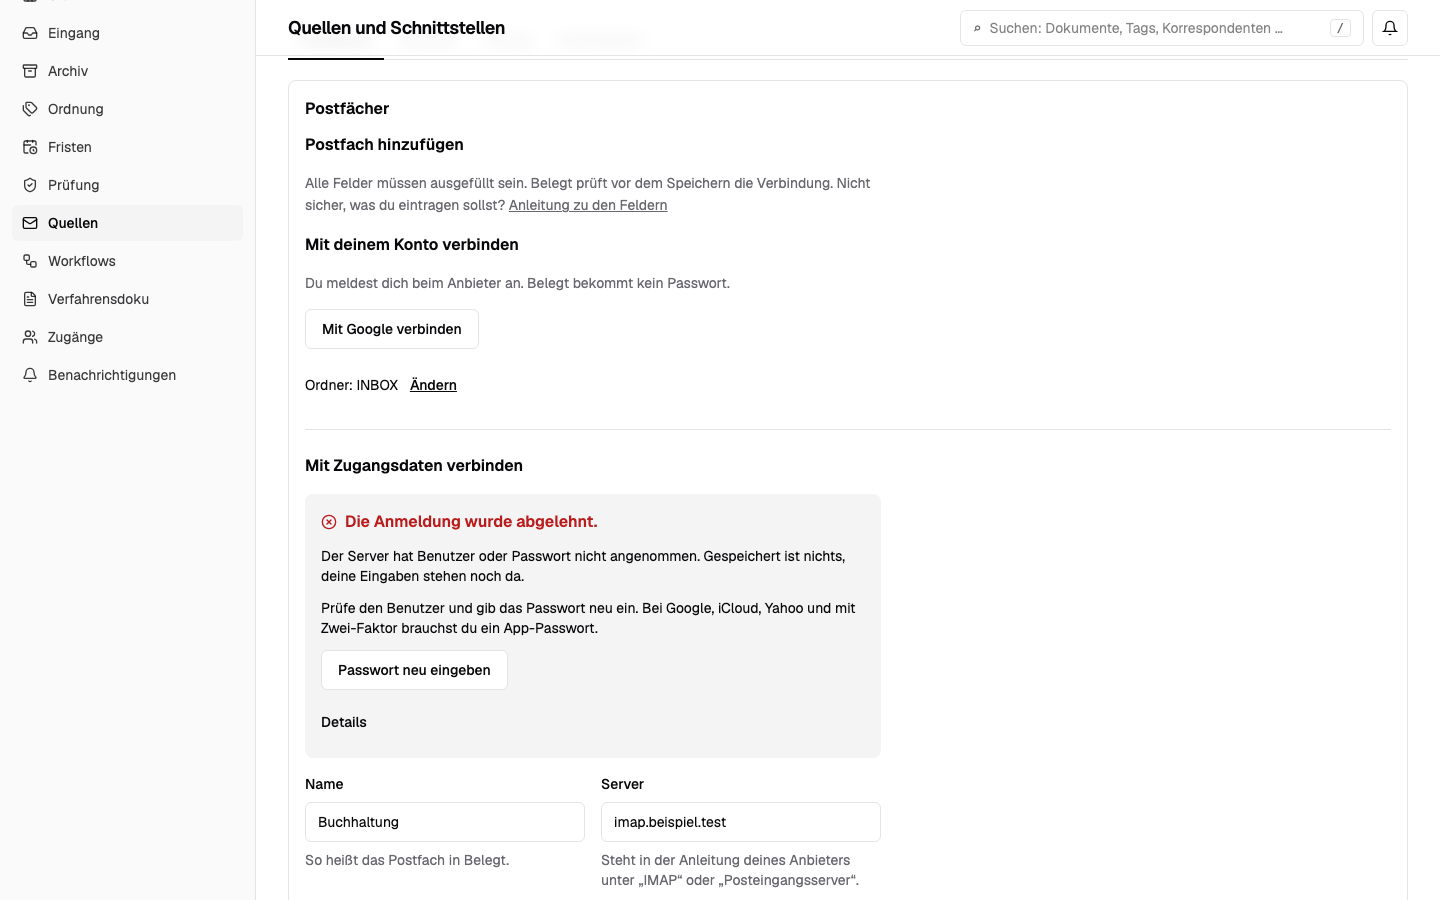 Eingang
Archiv
Ordnung
Fristen
Prüfung
Quellen
Workflows
Verfahrensdoku
Zugänge
Benachrichtigungen
Quellen und Schnittstellen
Suchen: Dokumente, Tags, Korrespondenten ...
/
Postfächer
Postfach hinzufügen
Alle Felder müssen ausgefüllt sein. Belegt prüft vor dem Speichern die Verbindung. Nicht
sicher, was du eintragen sollst? Anleitung zu den Feldern
Mit deinem Konto verbinden
Du meldest dich beim Anbieter an. Belegt bekommt kein Passwort.
Mit Google verbinden
Ordner: INBOX Ändern
Mit Zugangsdaten verbinden
Die Anmeldung wurde abgelehnt.
Der Server hat Benutzer oder Passwort nicht angenommen. Gespeichert ist nichts,
deine Eingaben stehen noch da.
Prüfe den Benutzer und gib das Passwort neu ein. Bei Google, iCloud, Yahoo und mit
Zwei-Faktor brauchst du ein App-Passwort.
Passwort neu eingeben
Details
Name
Buchhaltung
So heißt das Postfach in Belegt.
Server
imap.beispiel.test
Steht in der Anleitung deines Anbieters
unter „IMAP“ oder „Posteingangsserver“.